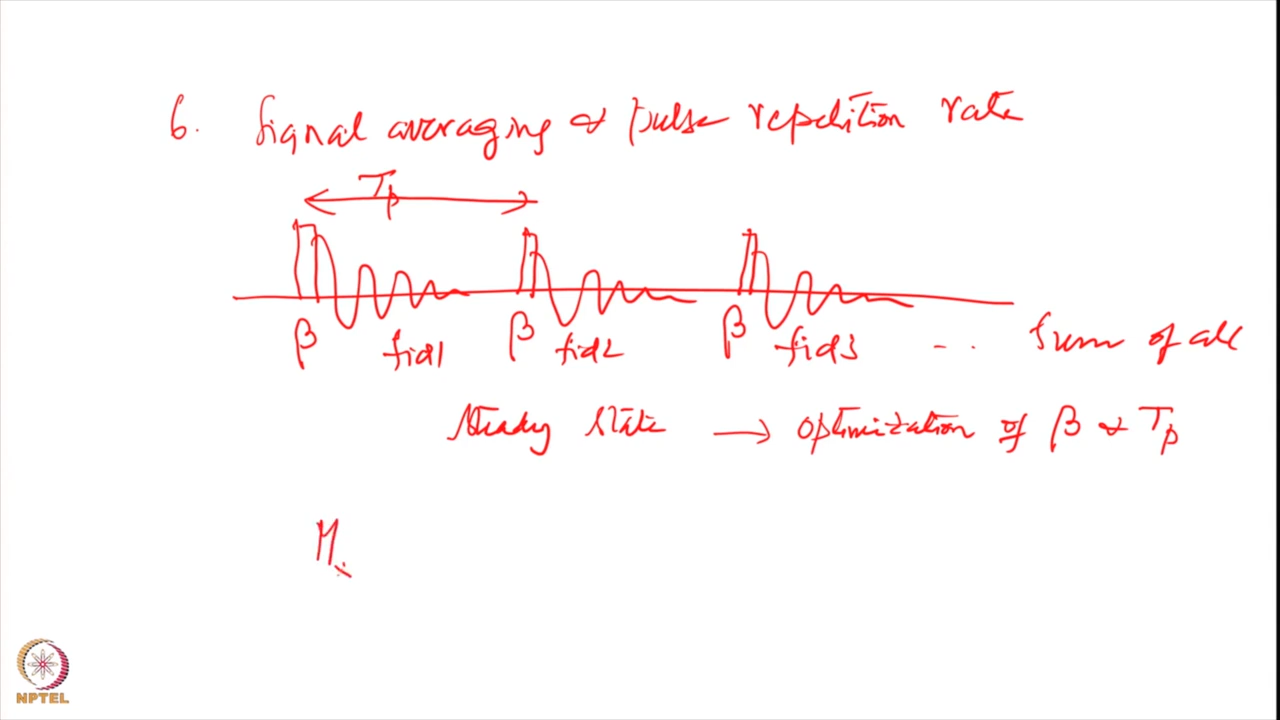 6. Signal averaging & pulse repetition rate
Tp
β fid1 β fid2 β fid3 ... Sum of all
Steady State → Optimization of β & Tp
M
NPTEL